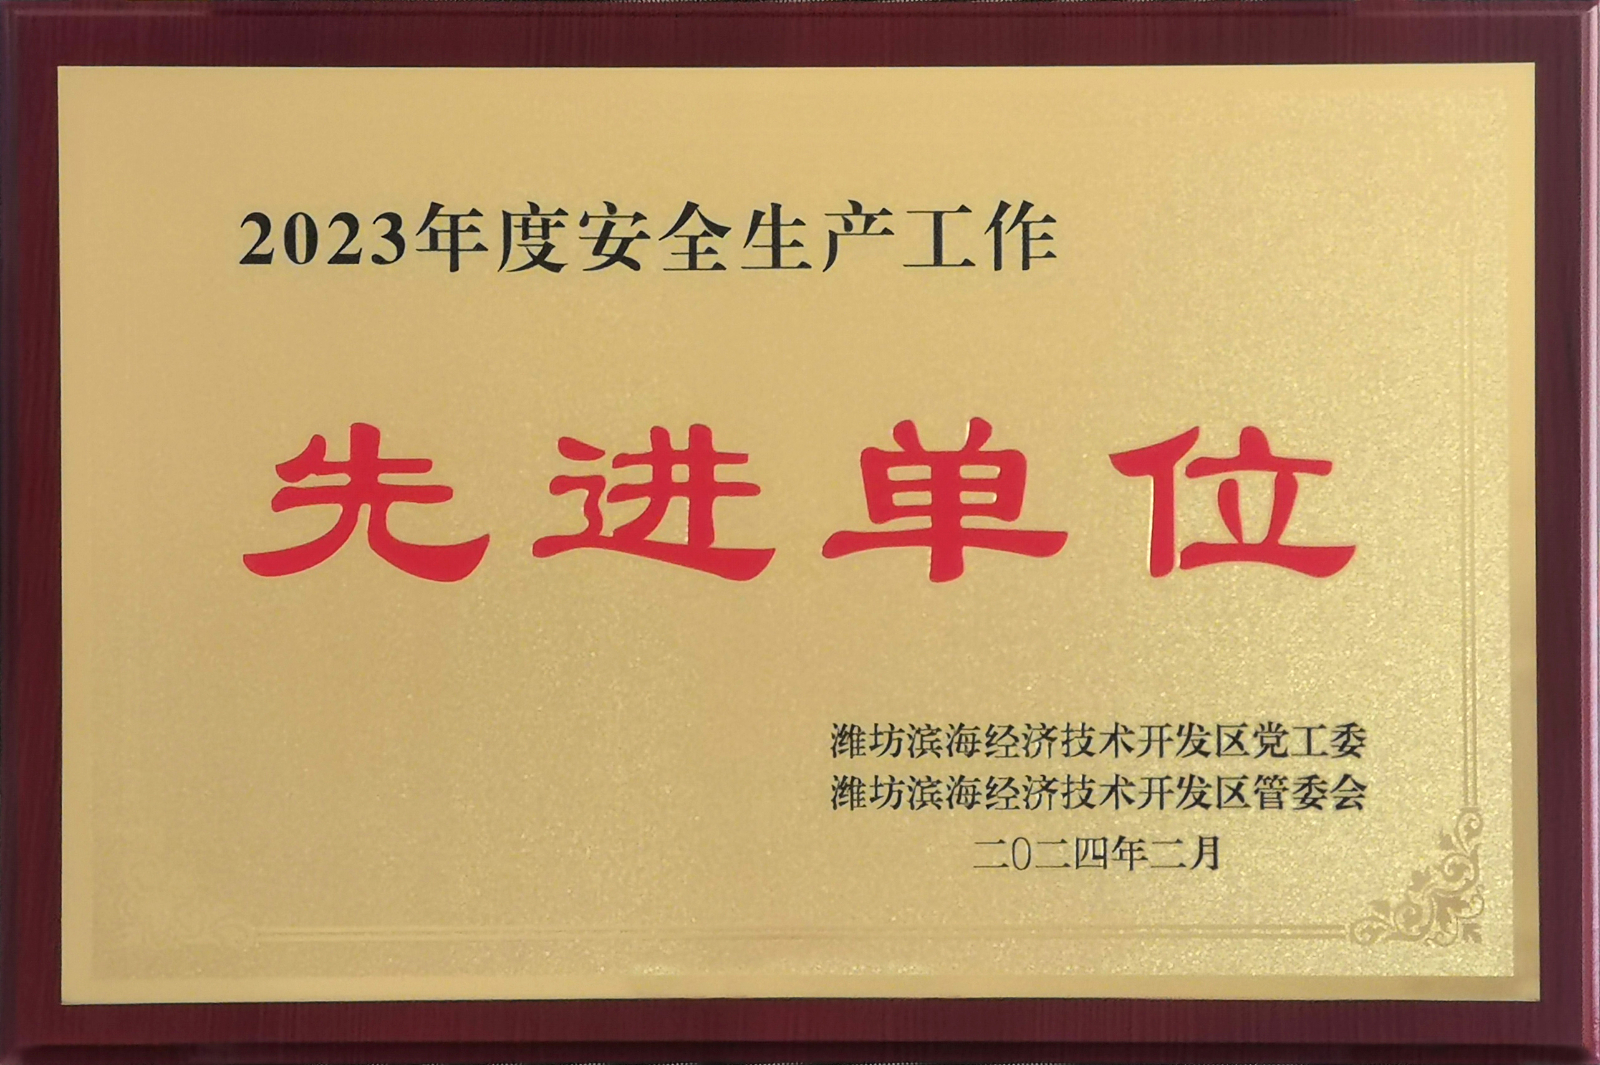 2023年度安全生产工作
先进单位
潍坊滨海经济技术开发区党工委
潍坊滨海经济技术开发区管委会
二〇二四年二月